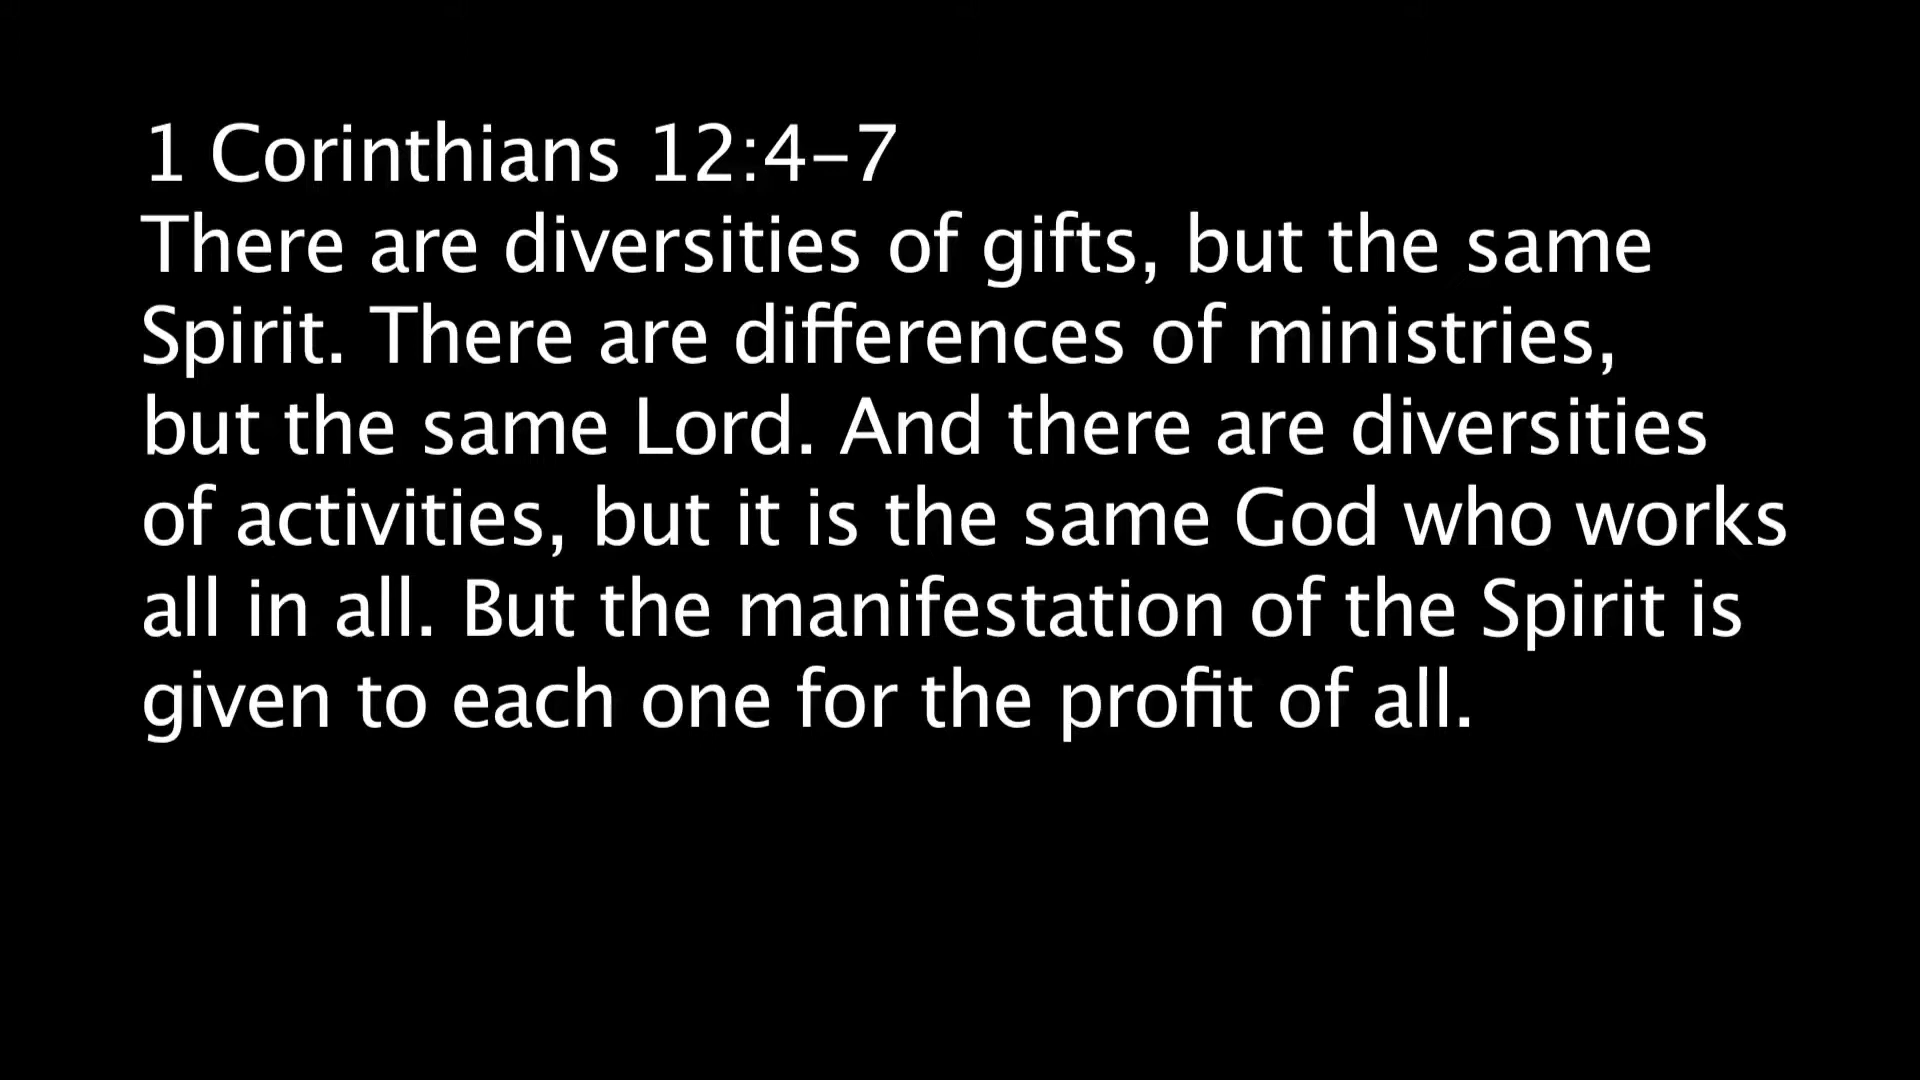 1 Corinthians 12:4–7
There are diversities of gifts, but the same
Spirit. There are differences of ministries,
but the same Lord. And there are diversities
of activities, but it is the same God who works
all in all. But the manifestation of the Spirit is
given to each one for the profit of all.